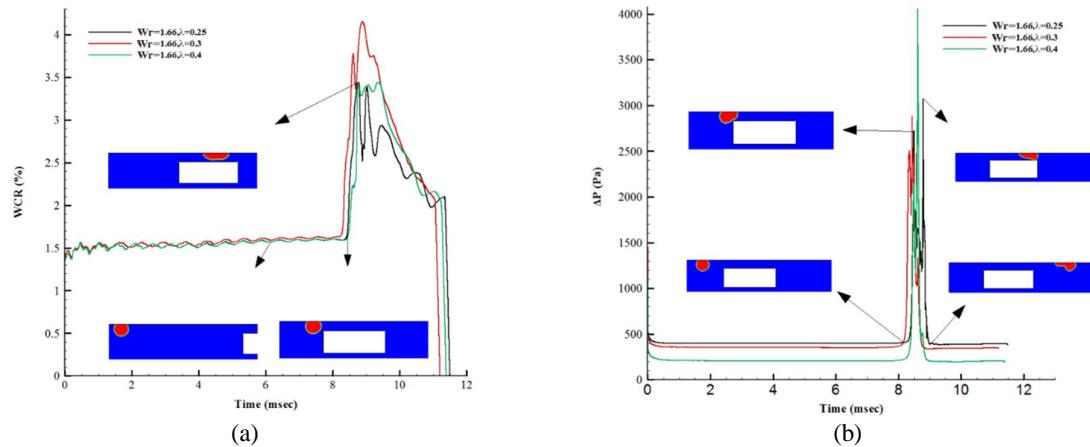 Wr=1.66,λ=0.25
Wr=1.66,λ=0.3
Wr=1.66,λ=0.4
WCR (%)
4
3.5
3
2.5
2
1.5
1
0.5
0
0 2 4 6 8 10 12
Time (msec)
(a)
Wr=1.66,λ=0.25
Wr=1.66,λ=0.3
Wr=1.66,λ=0.4
ΔP (Pa)
4000
3500
3000
2500
2000
1500
1000
500
0
0 2 4 6 8 10 12
Time (msec)
(b)